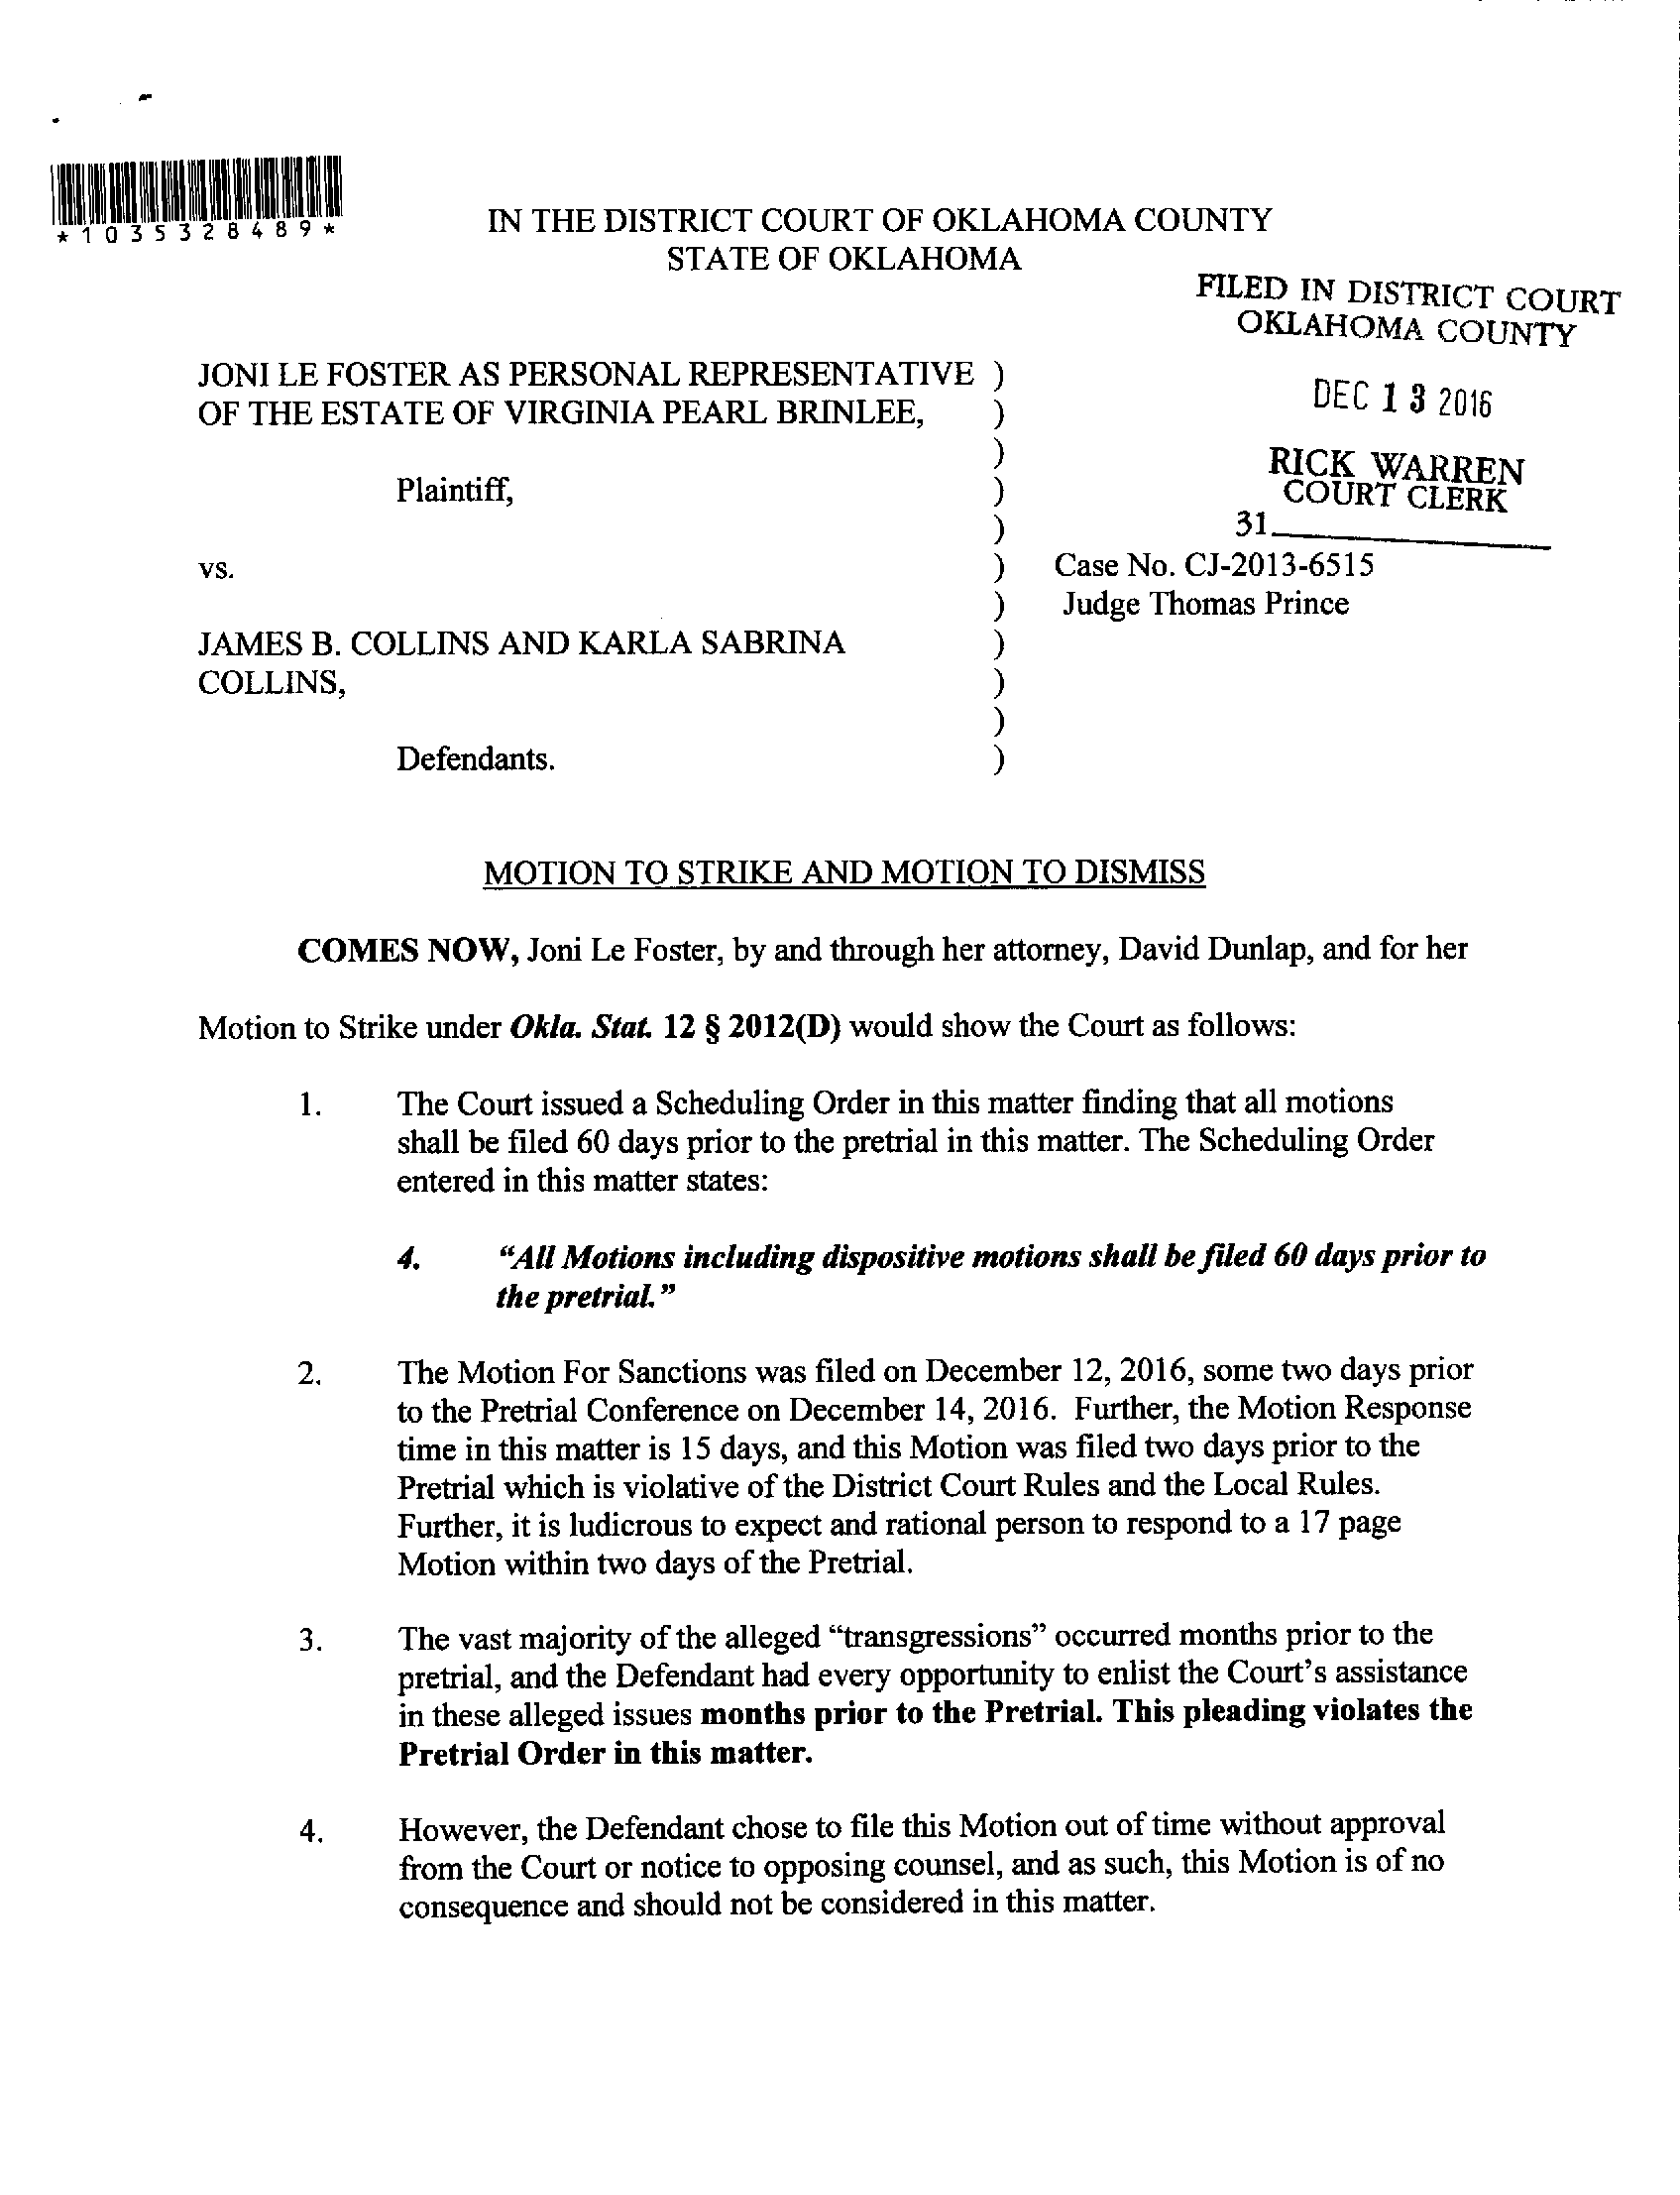 *1035328489*
IN THE DISTRICT COURT OF OKLAHOMA COUNTY
STATE OF OKLAHOMA
FILED IN DISTRICT COURT
OKLAHOMA COUNTY
DEC 13 2016
RICK WARREN
COURT CLERK
31
JONI LE FOSTER AS PERSONAL REPRESENTATIVE )
OF THE ESTATE OF VIRGINIA PEARL BRINLEE, )
)
Plaintiff, )
)
vs. ) Case No. CJ-2013-6515
) Judge Thomas Prince
JAMES B. COLLINS AND KARLA SABRINA )
COLLINS, )
)
Defendants. )
MOTION TO STRIKE AND MOTION TO DISMISS
COMES NOW, Joni Le Foster, by and through her attorney, David Dunlap, and for her
Motion to Strike under Okla. Stat. 12 § 2012(D) would show the Court as follows:
1. The Court issued a Scheduling Order in this matter finding that all motions
shall be filed 60 days prior to the pretrial in this matter. The Scheduling Order
entered in this matter states:
4. “All Motions including dispositive motions shall be filed 60 days prior to
the pretrial.”
2. The Motion For Sanctions was filed on December 12, 2016, some two days prior
to the Pretrial Conference on December 14, 2016. Further, the Motion Response
time in this matter is 15 days, and this Motion was filed two days prior to the
Pretrial which is violative of the District Court Rules and the Local Rules.
Further, it is ludicrous to expect and rational person to respond to a 17 page
Motion within two days of the Pretrial.
3. The vast majority of the alleged “transgressions” occurred months prior to the
pretrial, and the Defendant had every opportunity to enlist the Court’s assistance
in these alleged issues months prior to the Pretrial. This pleading violates the
Pretrial Order in this matter.
4. However, the Defendant chose to file this Motion out of time without approval
from the Court or notice to opposing counsel, and as such, this Motion is of no
consequence and should not be considered in this matter.